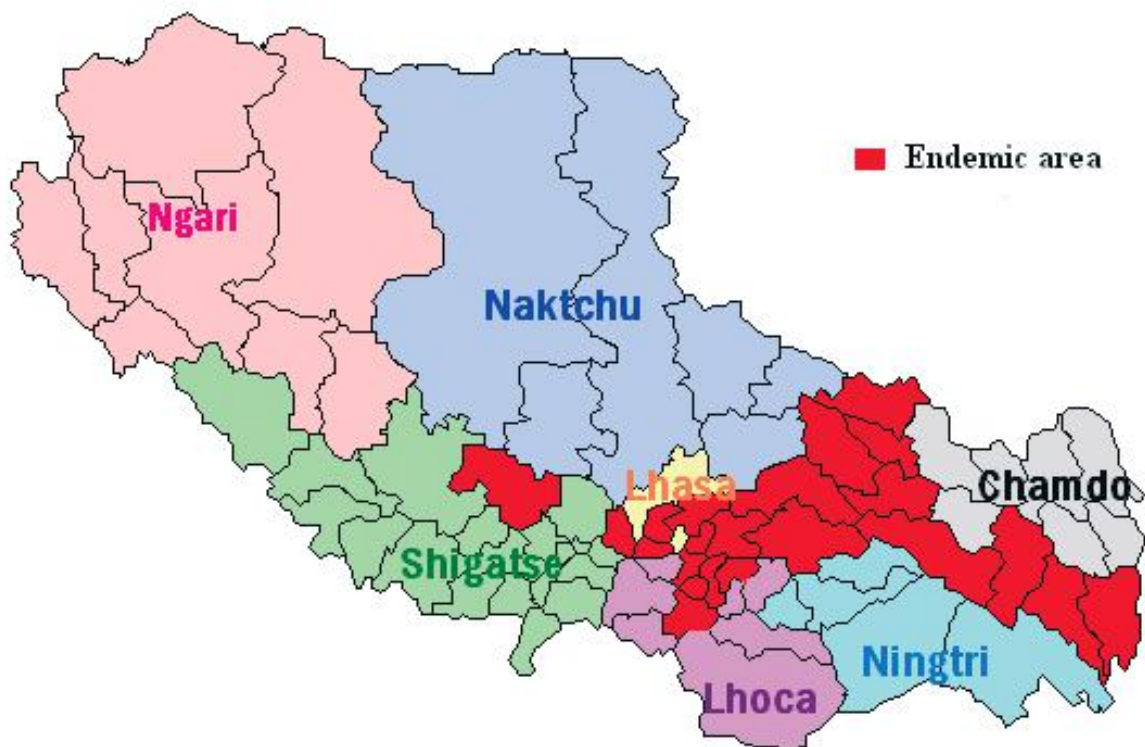 Endemic area
Ngari
Naktchu
Lhasa
Chamdo
Shigatse
Ningtri
Lhoca